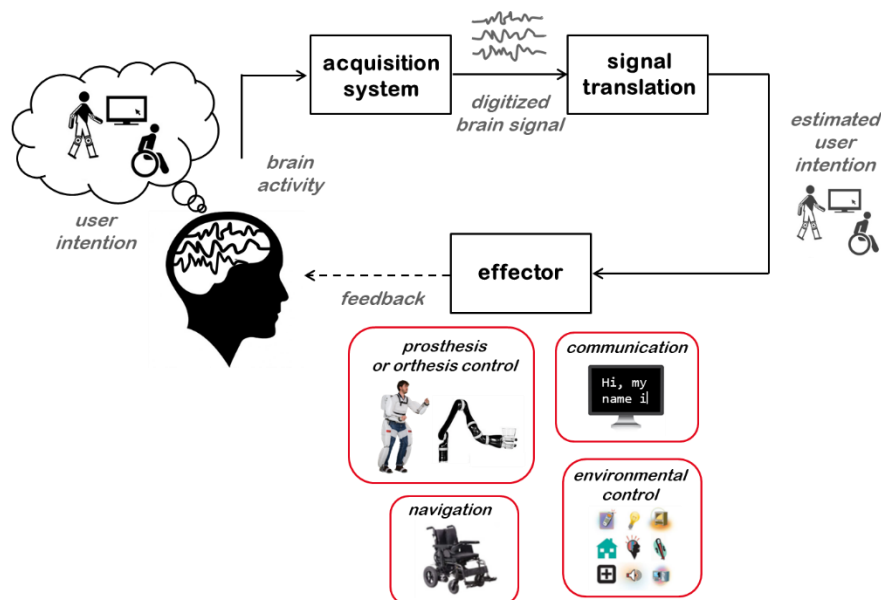 acquisition
system
signal
translation
digitized
brain signal
estimated
user
intention
brain
activity
user
intention
effector
feedback
prosthesis
or orthesis control
communication
Hi, my
name i
navigation
environmental
control